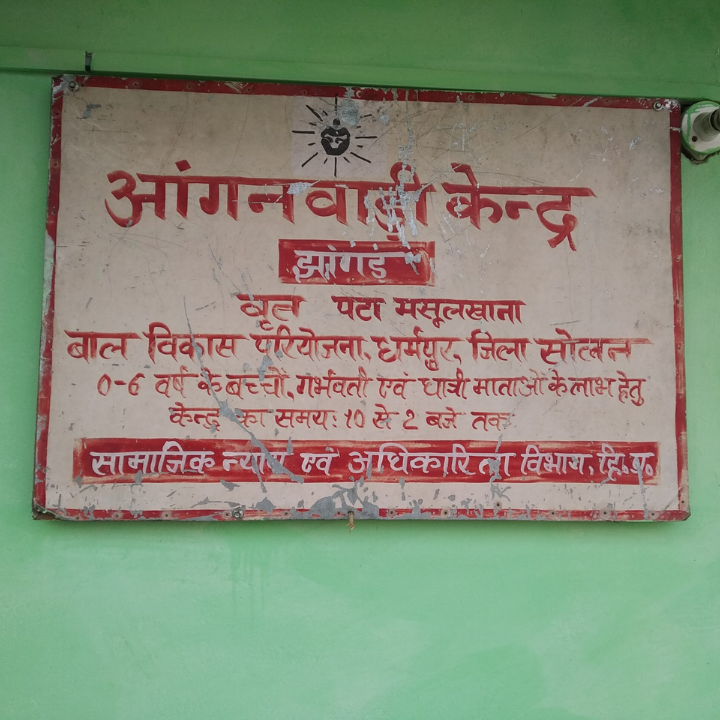 आंगनवाड़ी केन्द्र
झांगडं
वृत पटा मसूलखाना
बाल विकास परियोजना, धर्मपुर, जिला सोलन
0-6 वर्ष के बच्चों, गर्भवती एवं धात्री माताओं के लाभ हेतु
केन्द्र का समय: 10 से 2 बजे तक
सामाजिक न्याय एवं अधिकारिता विभाग, हि.प्र.